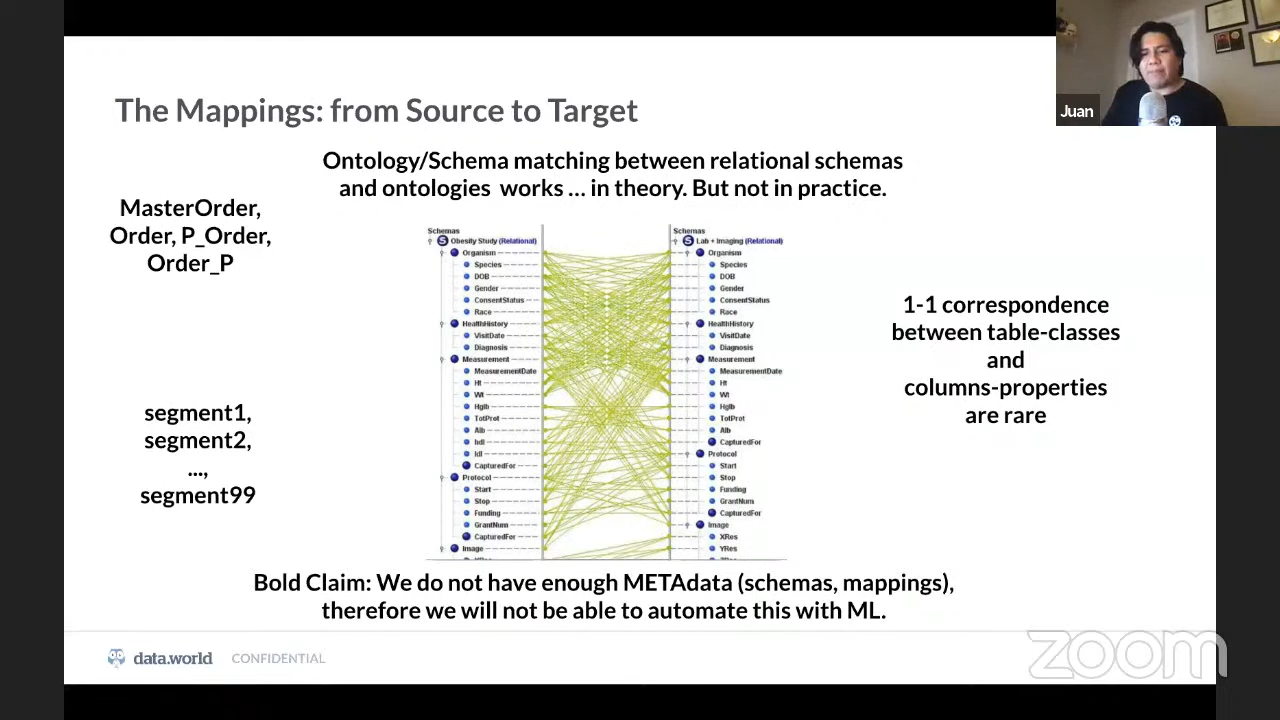 Juan
The Mappings: from Source to Target
Ontology/Schema matching between relational schemas
and ontologies works ... in theory. But not in practice.
MasterOrder,
Order, P_Order,
Order_P
segment1,
segment2,
...,
segment99
Schemas
Obesity Study (Relational)
Organism
Species
DOB
Gender
ConsentStatus
Race
HealthHistory
VisitDate
Diagnosis
Measurement
MeasurementDate
Ht
Wt
Hglb
TotProt
Alb
hdl
ldl
CapturedFor
Protocol
Start
Stop
Funding
GrantNum
CapturedFor
Image
Schemas
Lab + Imaging (Relational)
Organism
Species
DOB
Gender
ConsentStatus
Race
HealthHistory
VisitDate
Diagnosis
Measurement
MeasurementDate
Ht
Wt
Hglb
TotProt
Alb
CapturedFor
Protocol
Start
Stop
Funding
GrantNum
CapturedFor
Image
XRes
YRes
1-1 correspondence
between table-classes
and
columns-properties
are rare
Bold Claim: We do not have enough METAdata (schemas, mappings),
therefore we will not be able to automate this with ML.
data.world CONFIDENTIAL
zoom